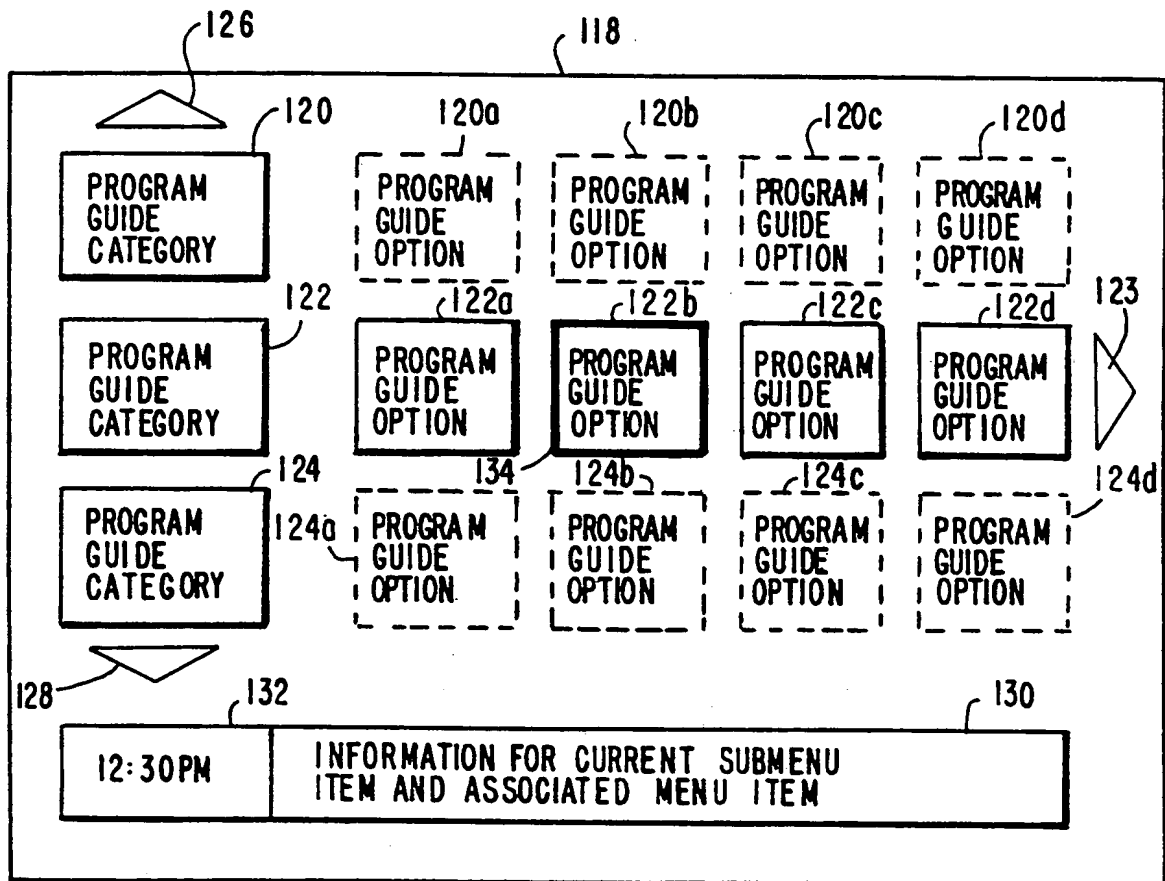 126
118
120
120a
120b
120c
120d
PROGRAM
GUIDE
CATEGORY
PROGRAM
GUIDE
OPTION
PROGRAM
GUIDE
OPTION
PROGRAM
GUIDE
OPTION
PROGRAM
GUIDE
OPTION
122
122a
122b
122c
122d
123
PROGRAM
GUIDE
CATEGORY
PROGRAM
GUIDE
OPTION
PROGRAM
GUIDE
OPTION
PROGRAM
GUIDE
OPTION
PROGRAM
GUIDE
OPTION
124
134
124b
124c
124d
124a
PROGRAM
GUIDE
CATEGORY
PROGRAM
GUIDE
OPTION
PROGRAM
GUIDE
OPTION
PROGRAM
GUIDE
OPTION
PROGRAM
GUIDE
OPTION
128
132
130
12:30PM
INFORMATION FOR CURRENT SUBMENU
ITEM AND ASSOCIATED MENU ITEM